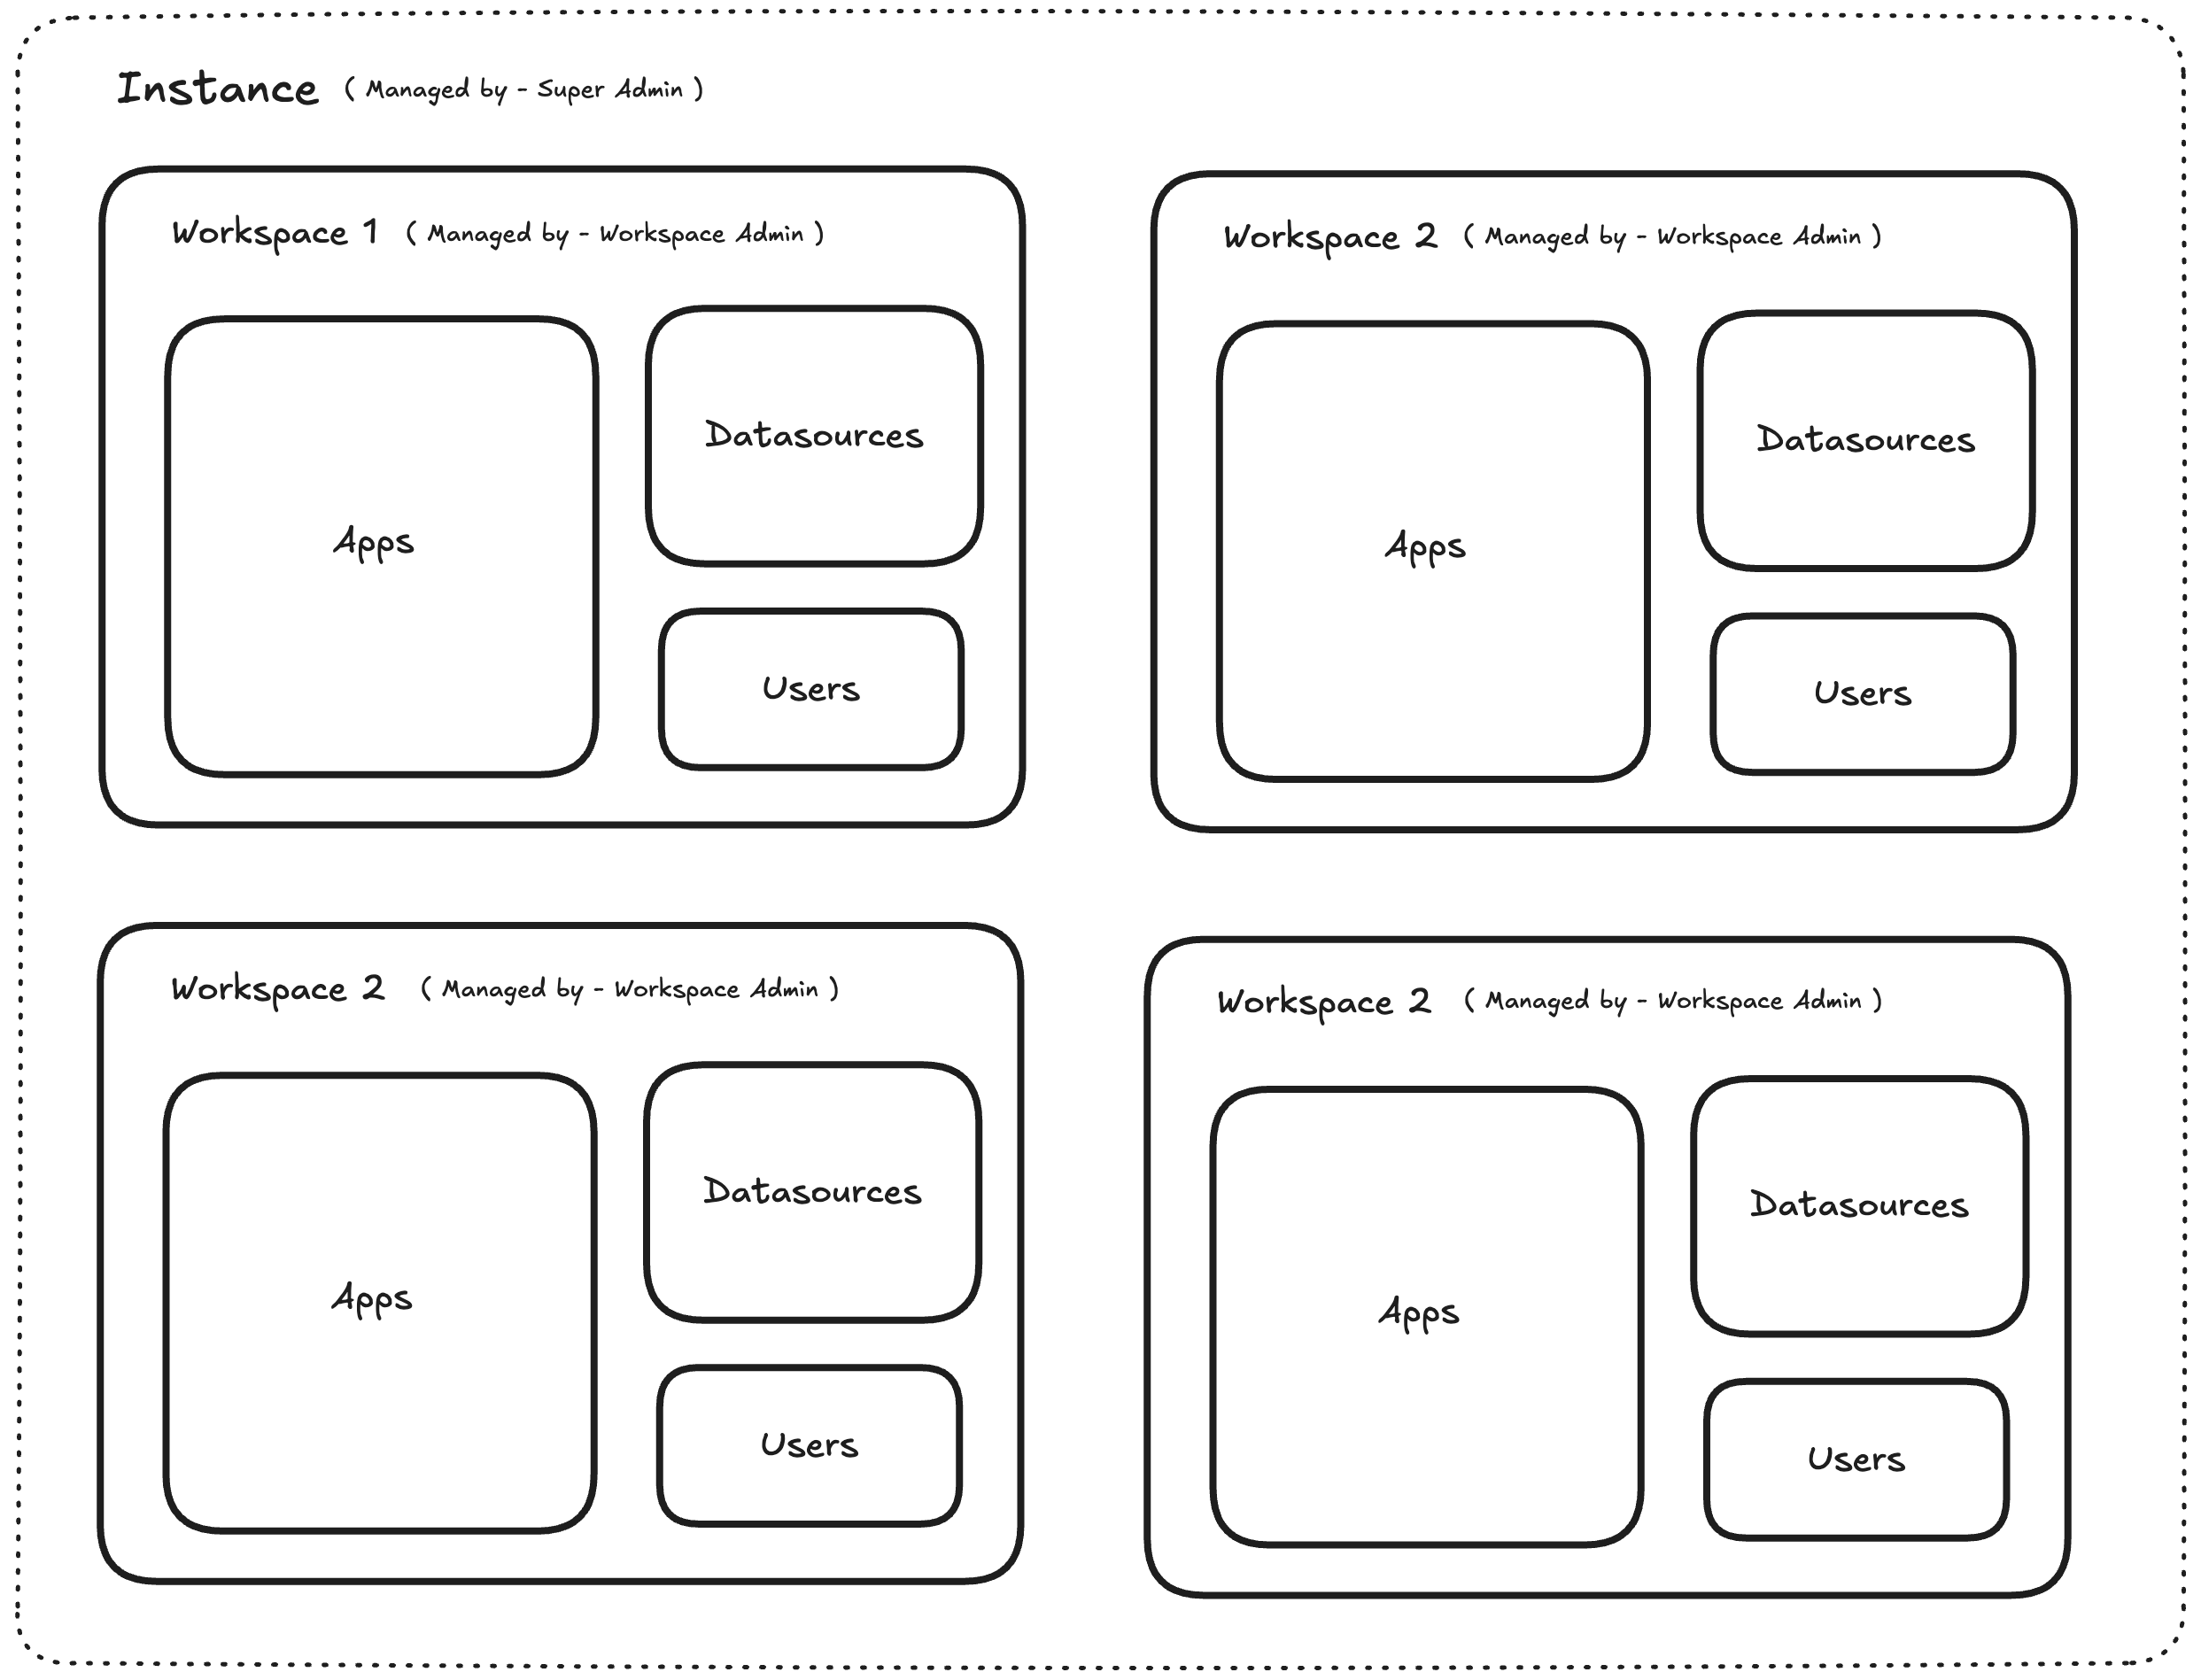 Instance ( Managed by - Super Admin )
Workspace 1 ( Managed by - Workspace Admin )
Apps
Datasources
Users
Workspace 2 ( Managed by - Workspace Admin )
Apps
Datasources
Users
Workspace 2 ( Managed by - Workspace Admin )
Apps
Datasources
Users
Workspace 2 ( Managed by - Workspace Admin )
Apps
Datasources
Users